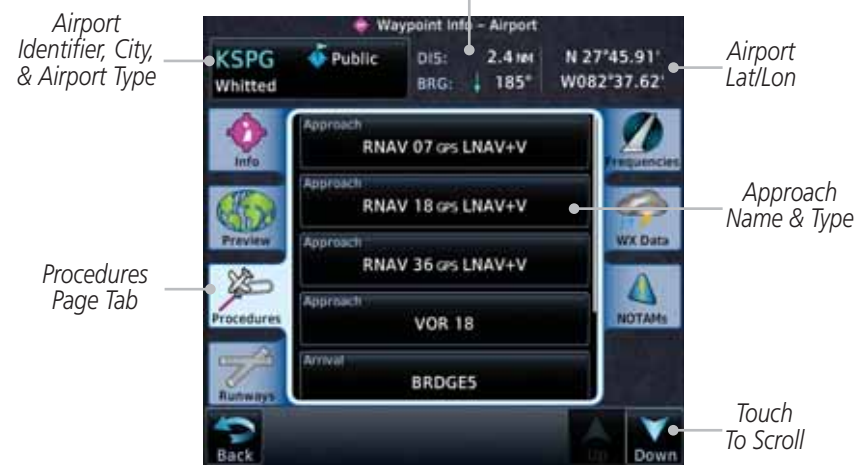 Waypoint Info – Airport
Airport
Identifier, City,
& Airport Type
KSPG
Public
Whitted
DIS: 2.4 NM
BRG: 185°
N 27°45.91'
W082°37.62'
Airport
Lat/Lon
Info
Preview
Procedures
Runways
Procedures
Page Tab
Approach
RNAV 07 GPS LNAV+V
Approach
RNAV 18 GPS LNAV+V
Approach
RNAV 36 GPS LNAV+V
Approach
VOR 18
Arrival
BRDGE5
Frequencies
WX Data
NOTAMs
Approach
Name & Type
Back
Up
Down
Touch
To Scroll